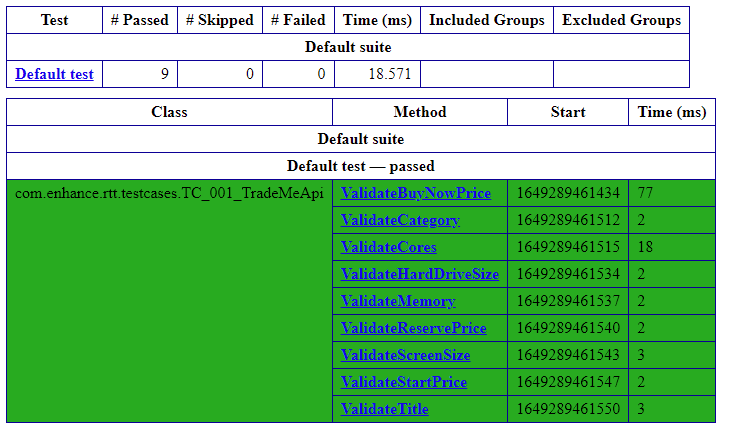 Test # Passed # Skipped # Failed Time (ms) Included Groups Excluded Groups
Default suite
Default test 9 0 0 18.571
Class Method Start Time (ms)
Default suite
Default test — passed
com.enhance.rtt.testcases.TC_001_TradeMeApi ValidateBuyNowPrice 1649289461434 77
ValidateCategory 1649289461512 2
ValidateCores 1649289461515 18
ValidateHardDriveSize 1649289461534 2
ValidateMemory 1649289461537 2
ValidateReservePrice 1649289461540 2
ValidateScreenSize 1649289461543 3
ValidateStartPrice 1649289461547 2
ValidateTitle 1649289461550 3